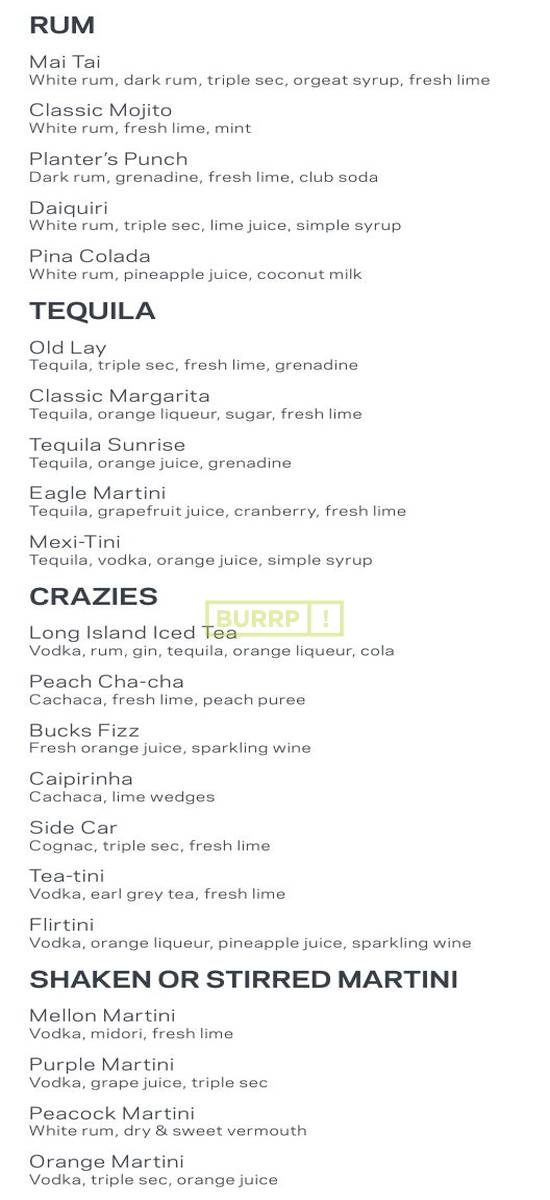 RUM
Mai Tai
White rum, dark rum, triple sec, orgeat syrup, fresh lime
Classic Mojito
White rum, fresh lime, mint
Planter’s Punch
Dark rum, grenadine, fresh lime, club soda
Daiquiri
White rum, triple sec, lime juice, simple syrup
Pina Colada
White rum, pineapple juice, coconut milk
TEQUILA
Old Lay
Tequila, triple sec, fresh lime, grenadine
Classic Margarita
Tequila, orange liqueur, sugar, fresh lime
Tequila Sunrise
Tequila, orange juice, grenadine
Eagle Martini
Tequila, grapefruit juice, cranberry, fresh lime
Mexi-Tini
Tequila, vodka, orange juice, simple syrup
CRAZIES
BURRP !
Long Island Iced Tea
Vodka, rum, gin, tequila, orange liqueur, cola
Peach Cha-cha
Cachaca, fresh lime, peach puree
Bucks Fizz
Fresh orange juice, sparkling wine
Caipirinha
Cachaca, lime wedges
Side Car
Cognac, triple sec, fresh lime
Tea-tini
Vodka, earl grey tea, fresh lime
Flirtini
Vodka, orange liqueur, pineapple juice, sparkling wine
SHAKEN OR STIRRED MARTINI
Mellon Martini
Vodka, midori, fresh lime
Purple Martini
Vodka, grape juice, triple sec
Peacock Martini
White rum, dry & sweet vermouth
Orange Martini
Vodka, triple sec, orange juice